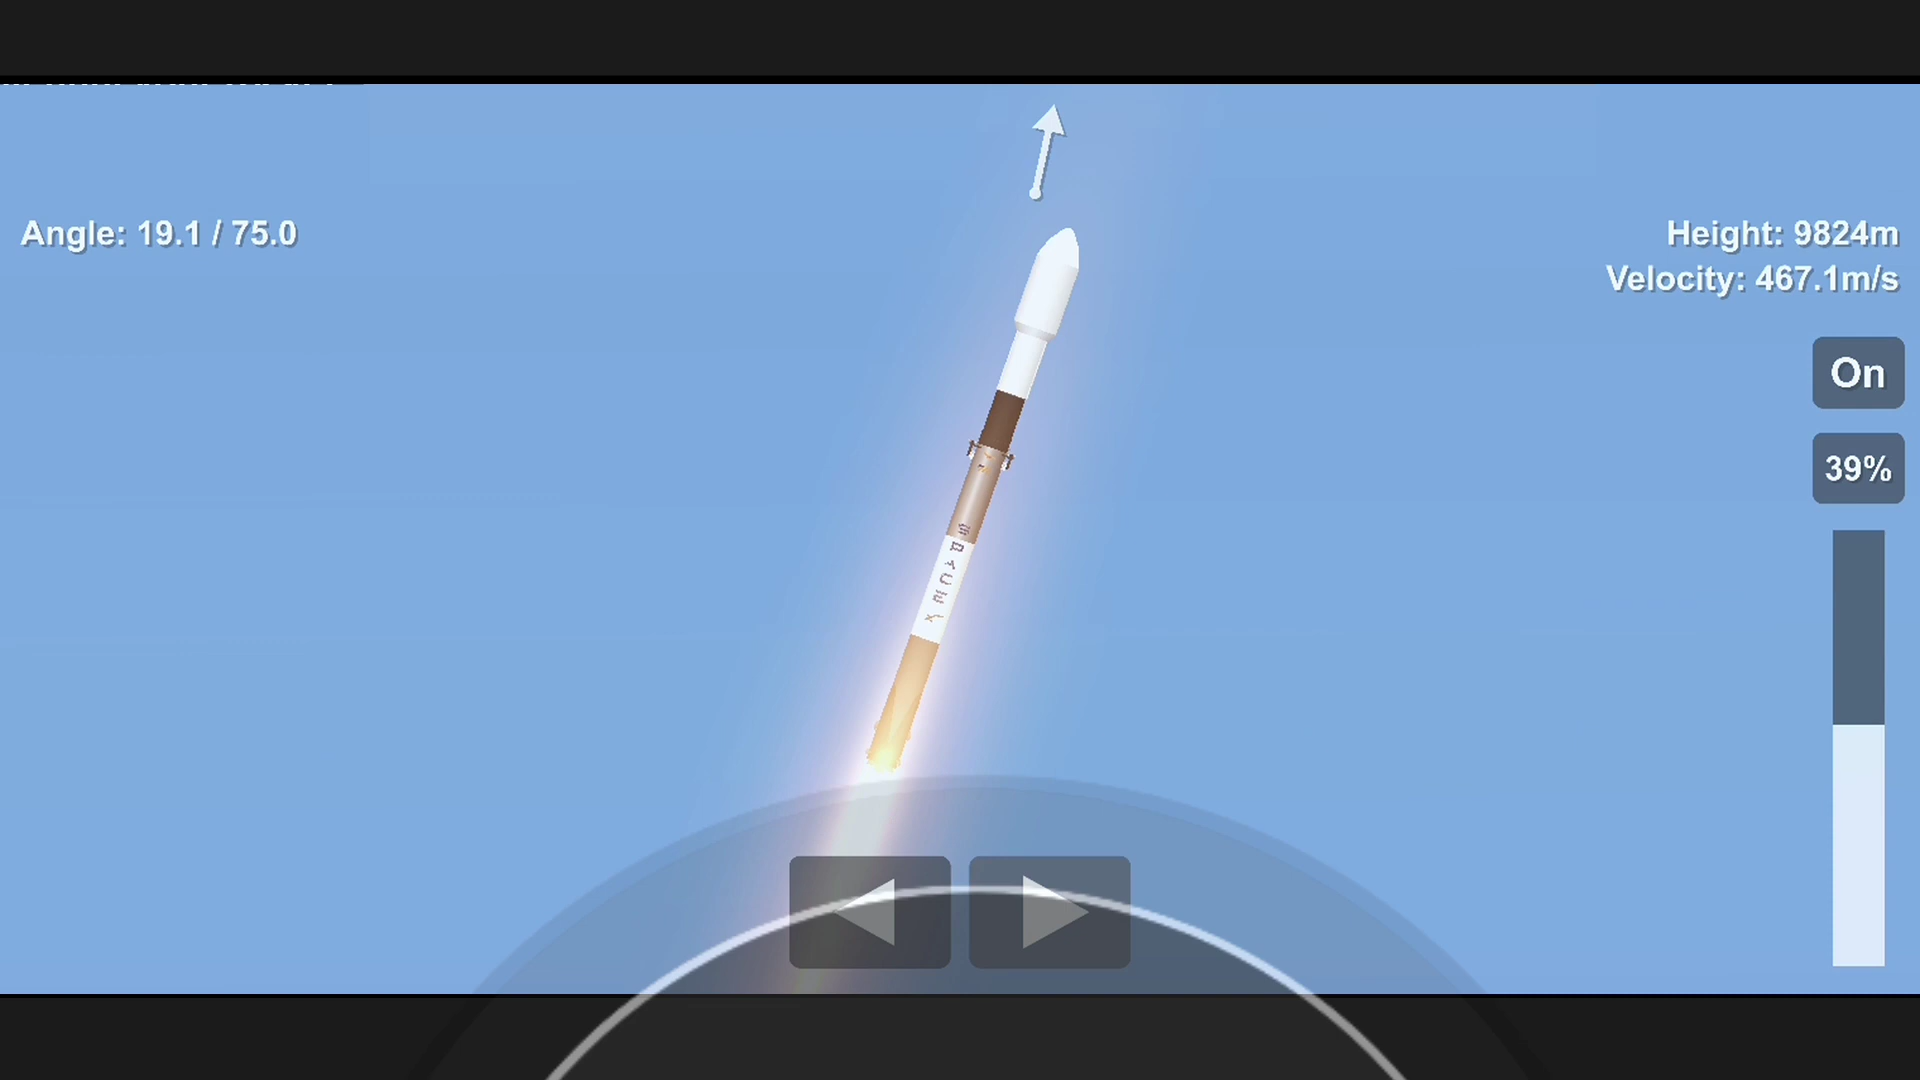 Angle: 19.1 / 75.0
Height: 9824m
Velocity: 467.1m/s
On
39%